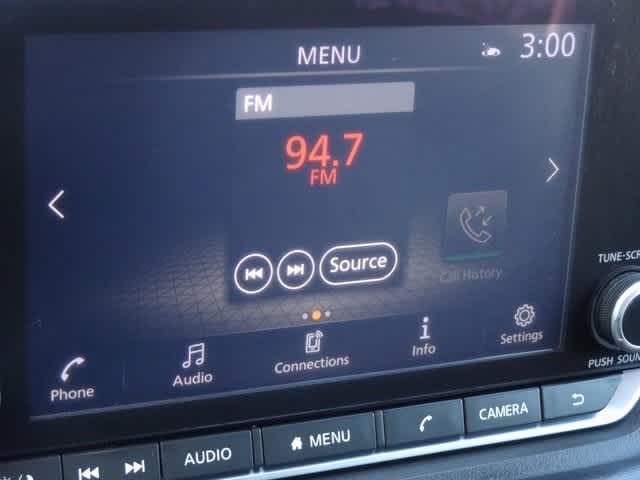 MENU 3:00
FM
94.7
FM
Source
Call History
Phone Audio Connections Info Settings
TUNE·SCR
PUSH SOUN
AUDIO MENU CAMERA